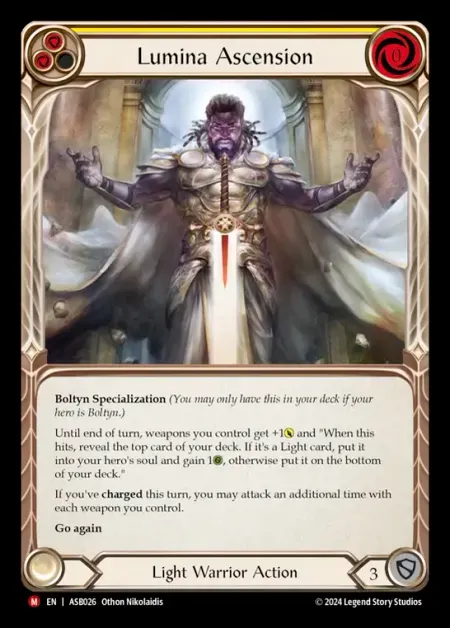 0
Lumina Ascension
Boltyn Specialization (You may only have this in your deck if your
hero is Boltyn.)
Until end of turn, weapons you control get +1 and "When this
hits, reveal the top card of your deck. If it's a Light card, put it
into your hero's soul and gain 1, otherwise put it on the bottom
of your deck."
If you've charged this turn, you may attack an additional time with
each weapon you control.
Go again
Light Warrior Action
3
M EN | ASB026 Othon Nikolaidis
© 2024 Legend Story Studios